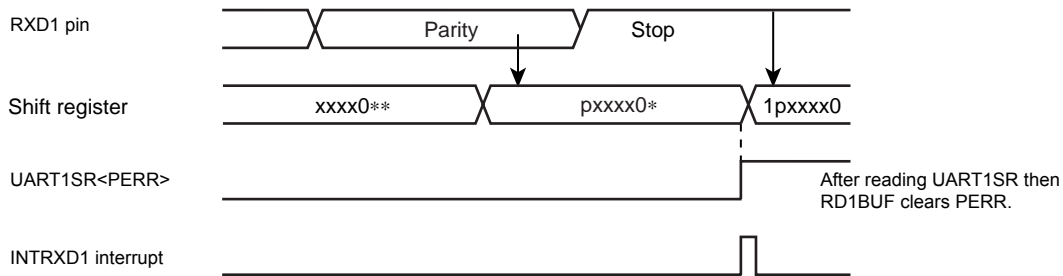 RXD1 pin
Parity
Stop
Shift register
xxxx0**
pxxxx0*
1pxxxx0
UART1SR<PERR>
After reading UART1SR then
RD1BUF clears PERR.
INTRXD1 interrupt